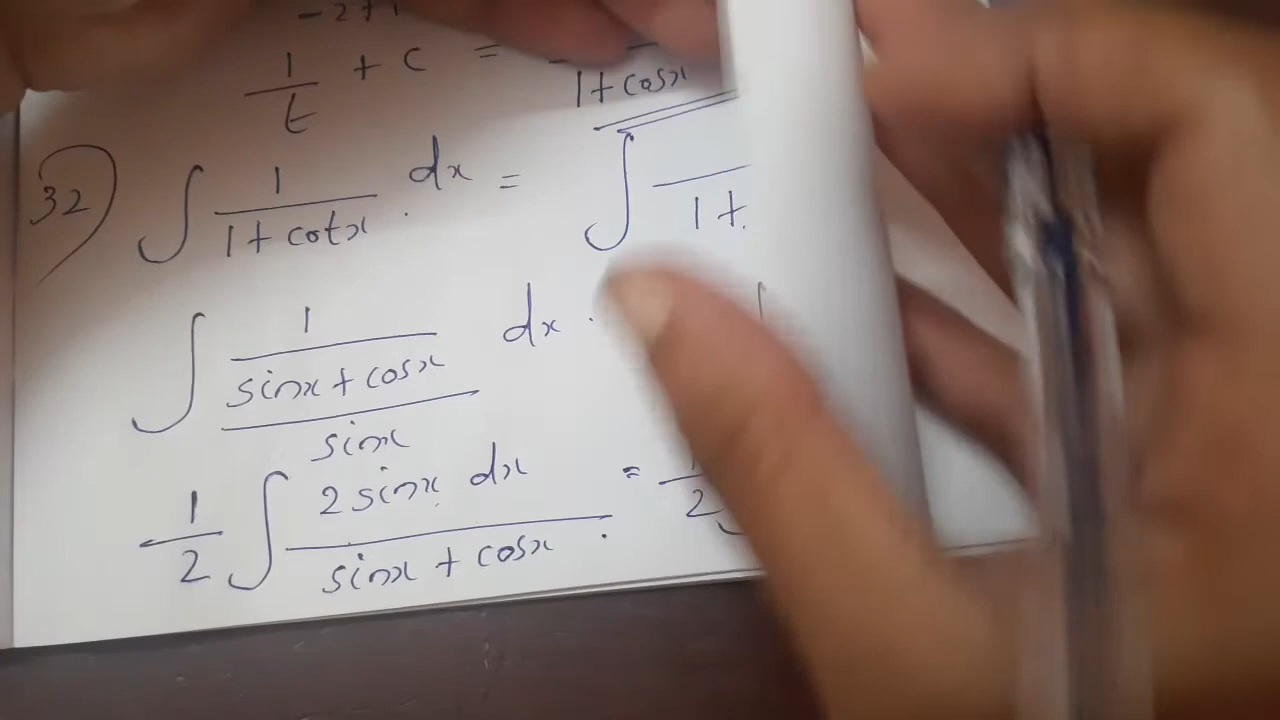 -2+1
1/t + c = 1+cosx
32) ∫ 1/(1+cotx) . dx = ∫ 1+
∫ 1/((sinx+cosx)/sinx) dx .
1/2 ∫ 2sinx dx/(sinx+cosx) . = 2